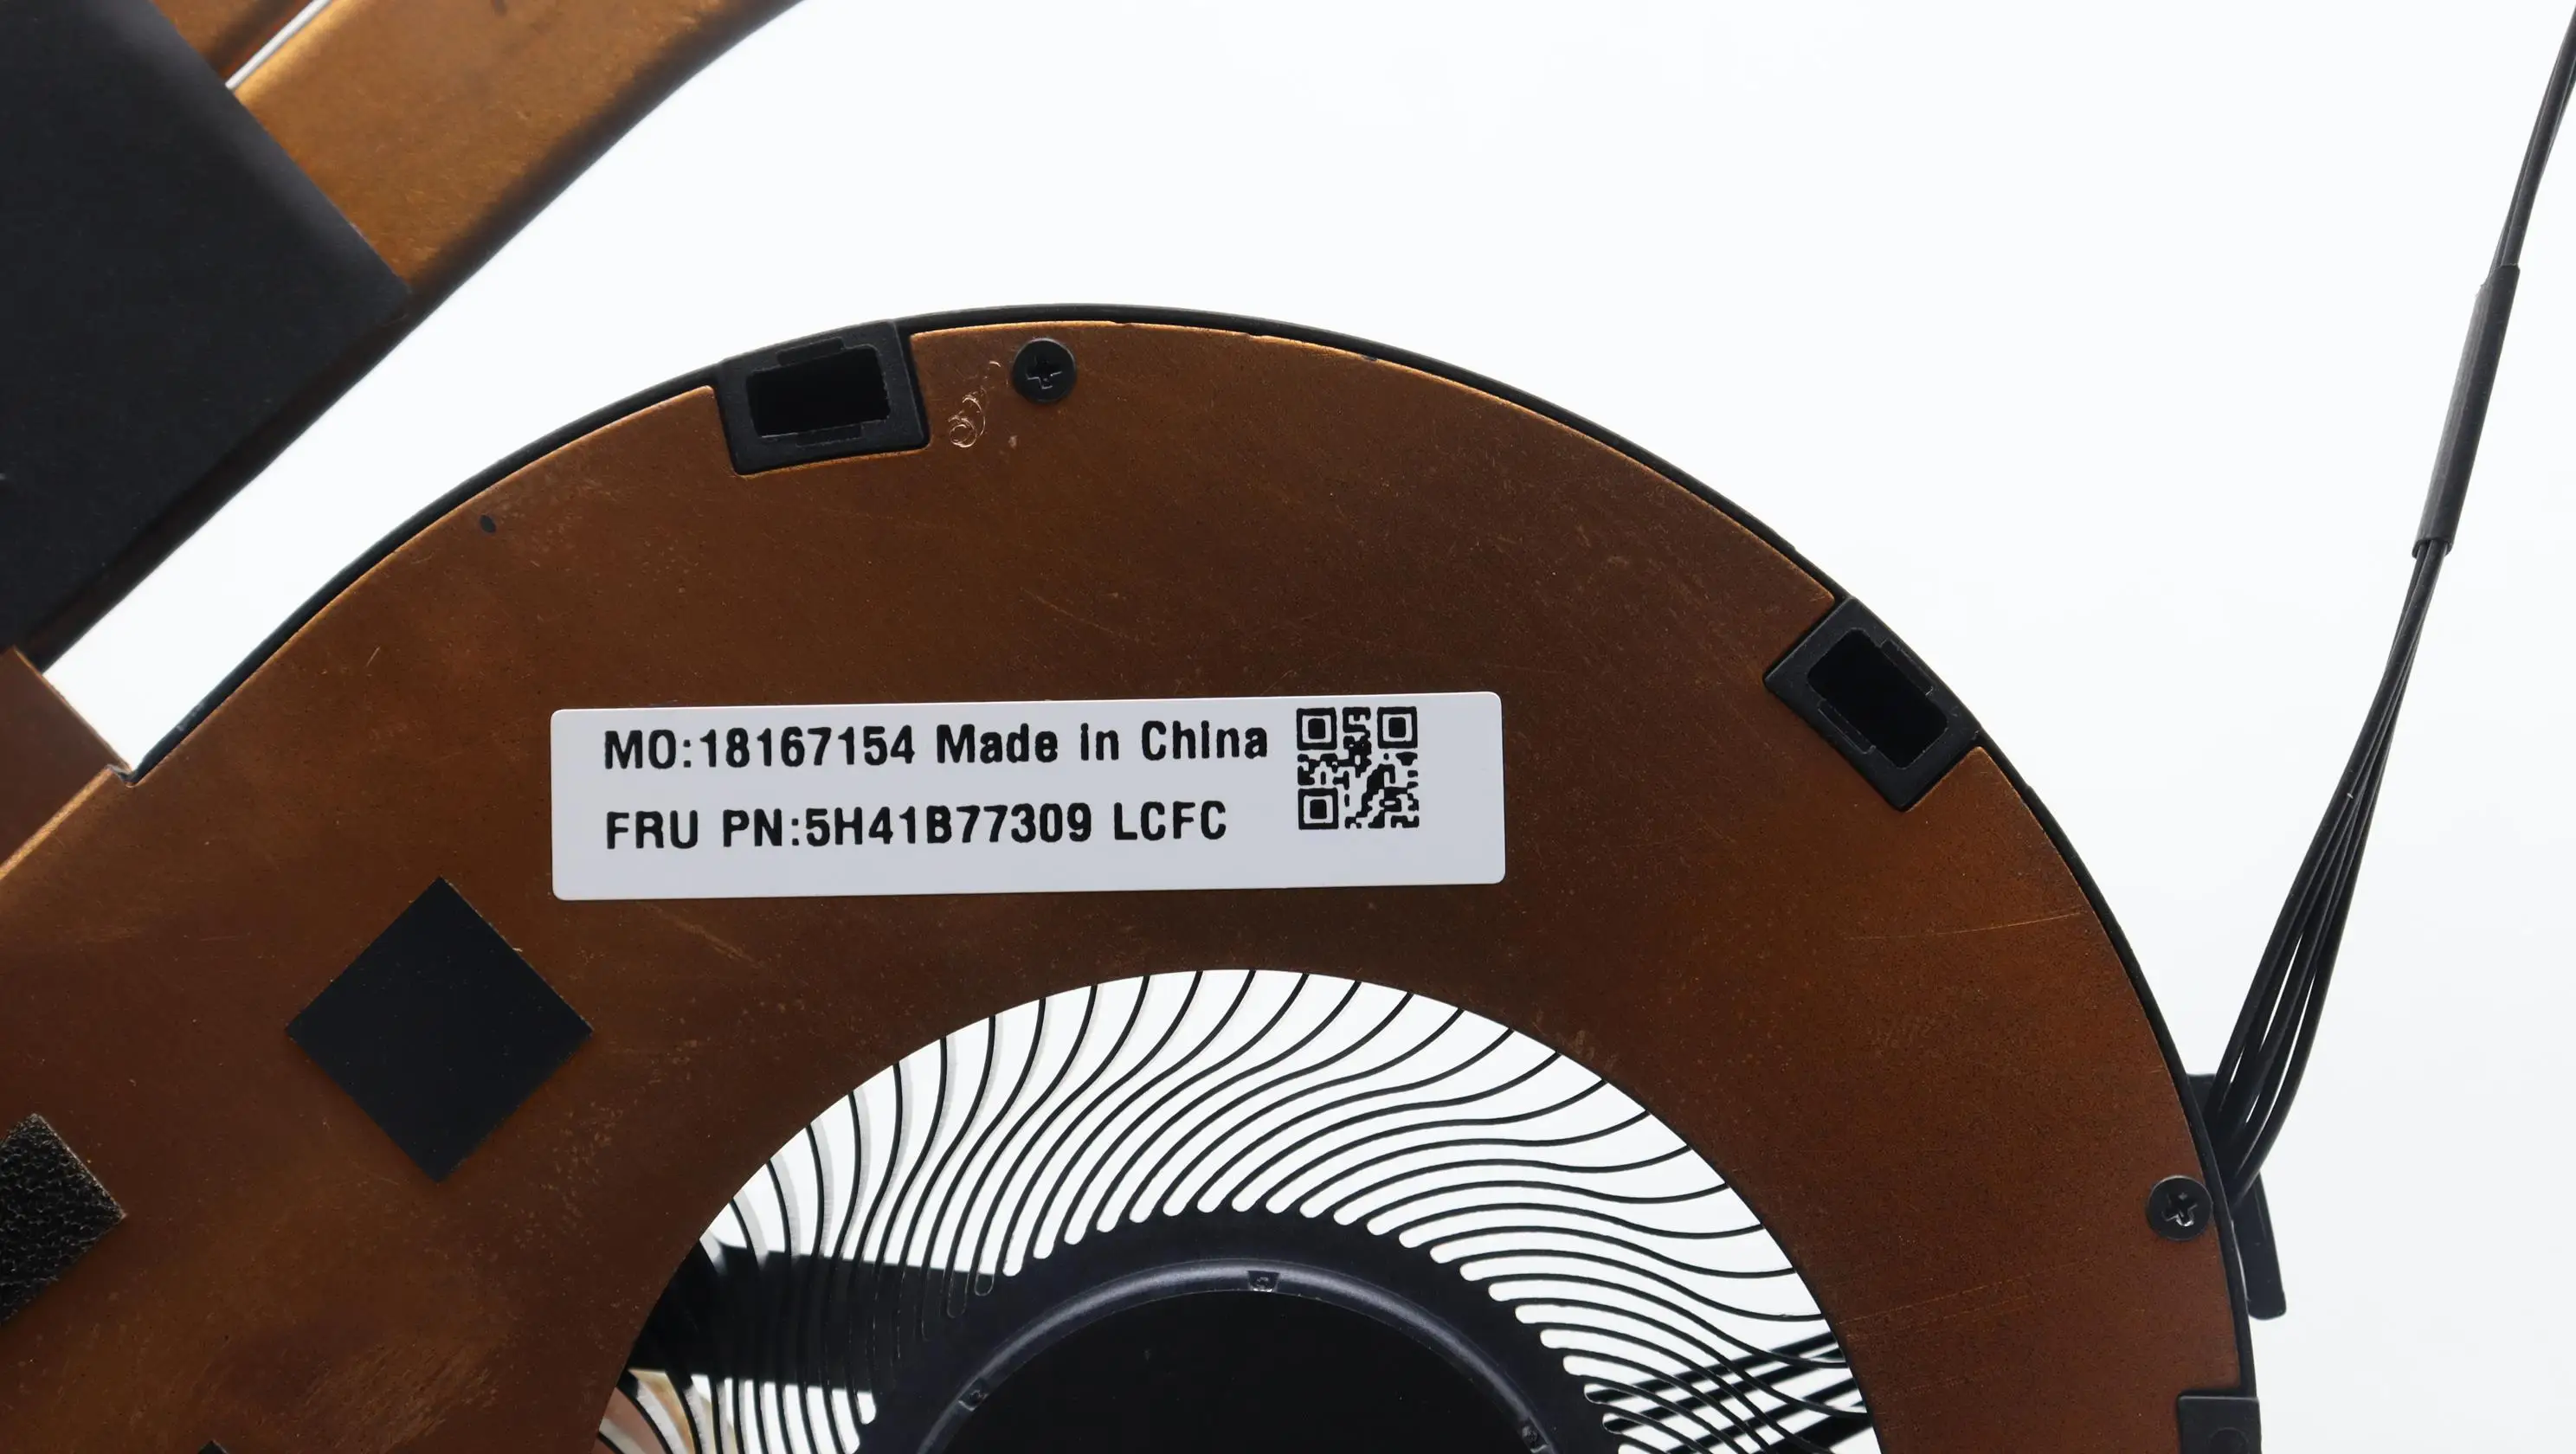 MO:18167154 Made in China
FRU PN:5H41B77309 LCFC